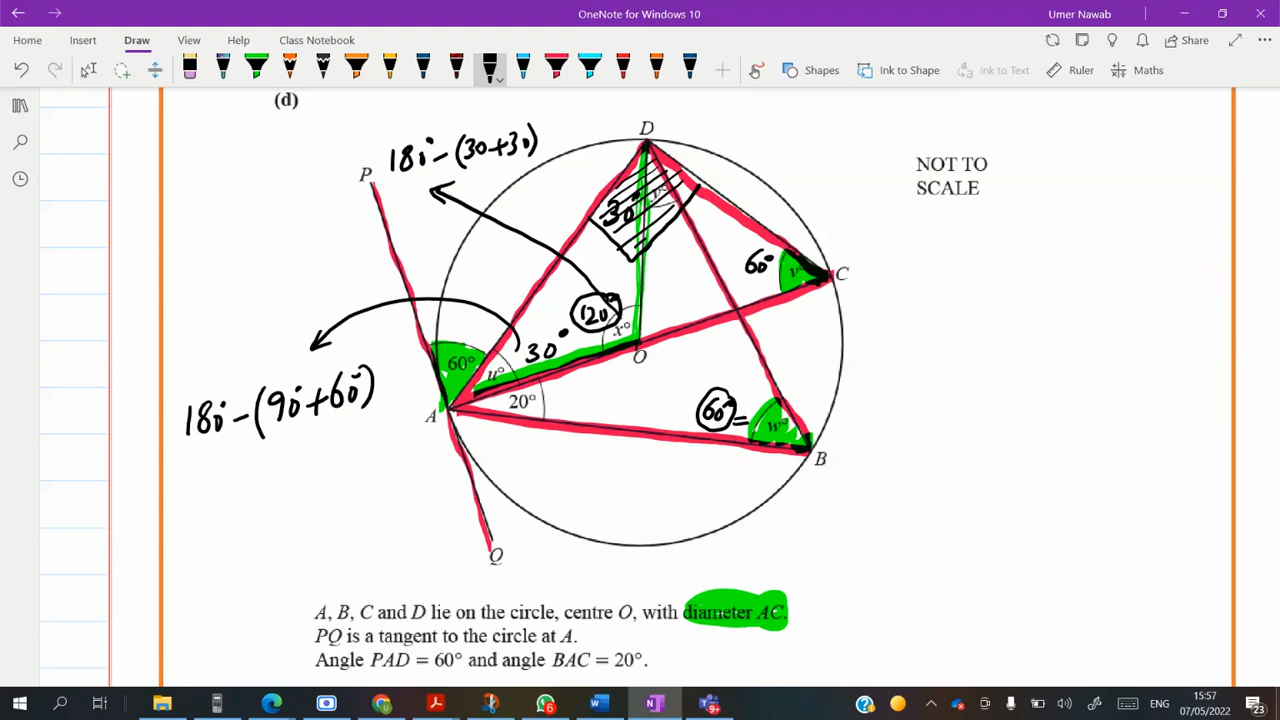 OneNote for Windows 10
Umer Nawab
Home Insert Draw View Help Class Notebook
Share
Shapes Ink to Shape Ink to Text Ruler Maths
(d)
NOT TO
SCALE
180° - (30+30)
D
P
30°
y°
60°
v°
C
120°
x°
30°
O
60°
u°
A
20°
180° - (90° + 60°)
60° =
w°
B
Q
A, B, C and D lie on the circle, centre O, with diameter AC.
PQ is a tangent to the circle at A.
Angle PAD = 60° and angle BAC = 20°.
6
9+
ENG
15:57
07/05/2022
23